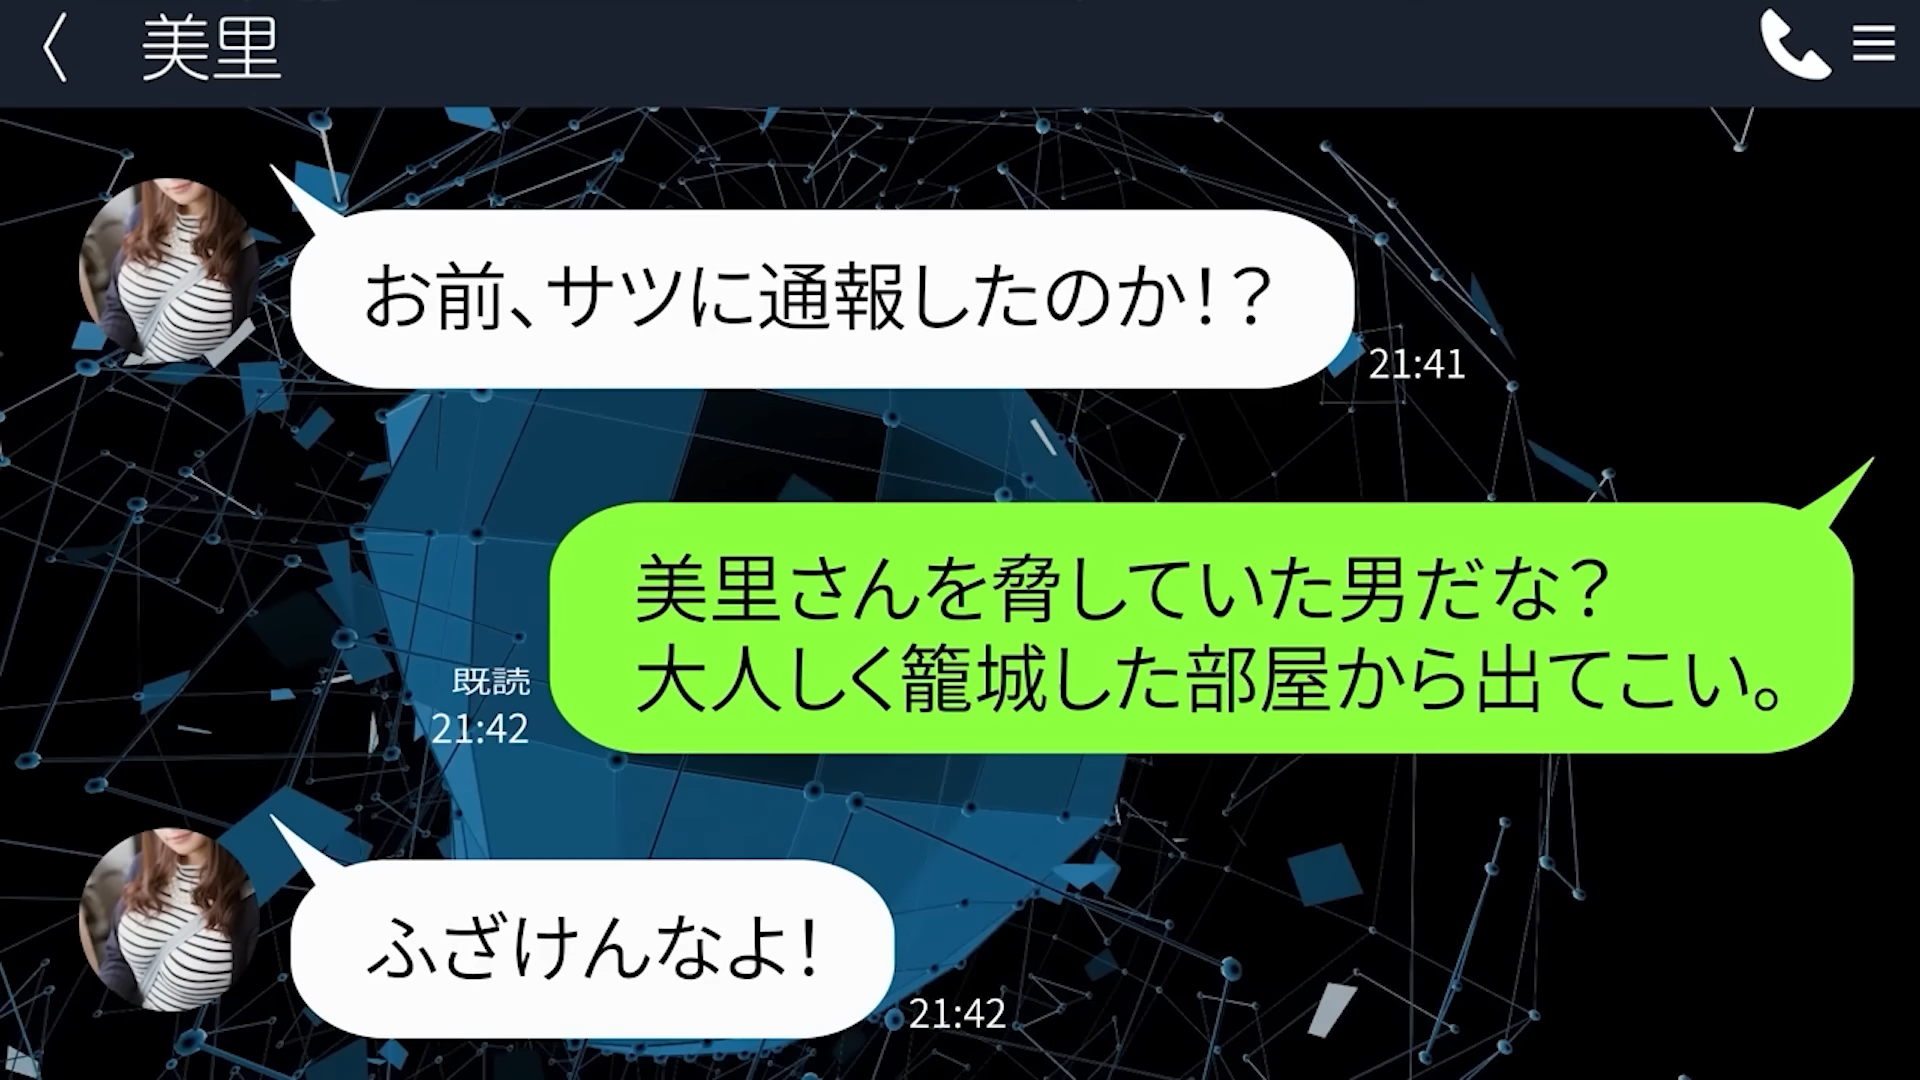 美里
お前、サツに通報したのか！？
21:41
美里さんを脅していた男だな？
大人しく籠城した部屋から出てこい。
既読
21:42
ふざけんなよ！
21:42